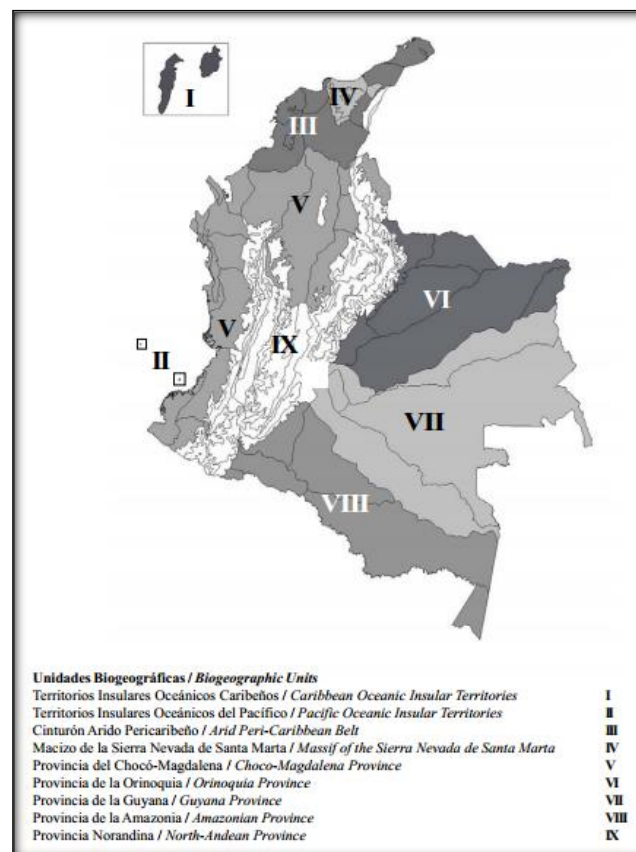 I
IV
III
V
VI
V
II
IX
VII
VIII
Unidades Biogeográficas / Biogeographic Units
Territorios Insulares Oceánicos Caribeños / Caribbean Oceanic Insular Territories I
Territorios Insulares Oceánicos del Pacífico / Pacific Oceanic Insular Territories II
Cinturón Arido Pericaribeño / Arid Peri-Caribbean Belt III
Macizo de la Sierra Nevada de Santa Marta / Massif of the Sierra Nevada de Santa Marta IV
Provincia del Chocó-Magdalena / Choco-Magdalena Province V
Provincia de la Orinoquia / Orinoquia Province VI
Provincia de la Guyana / Guyana Province VII
Provincia de la Amazonia / Amazonian Province VIII
Provincia Norandina / North-Andean Province IX